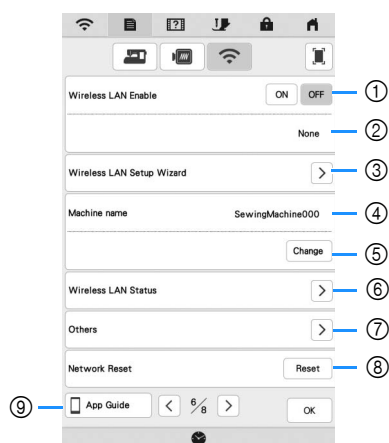 Wireless LAN Enable ON OFF ①
None ②
Wireless LAN Setup Wizard > ③
Machine name SewingMachine000 ④
Change ⑤
Wireless LAN Status > ⑥
Others > ⑦
Network Reset Reset ⑧
⑨ App Guide < 6/8 > OK